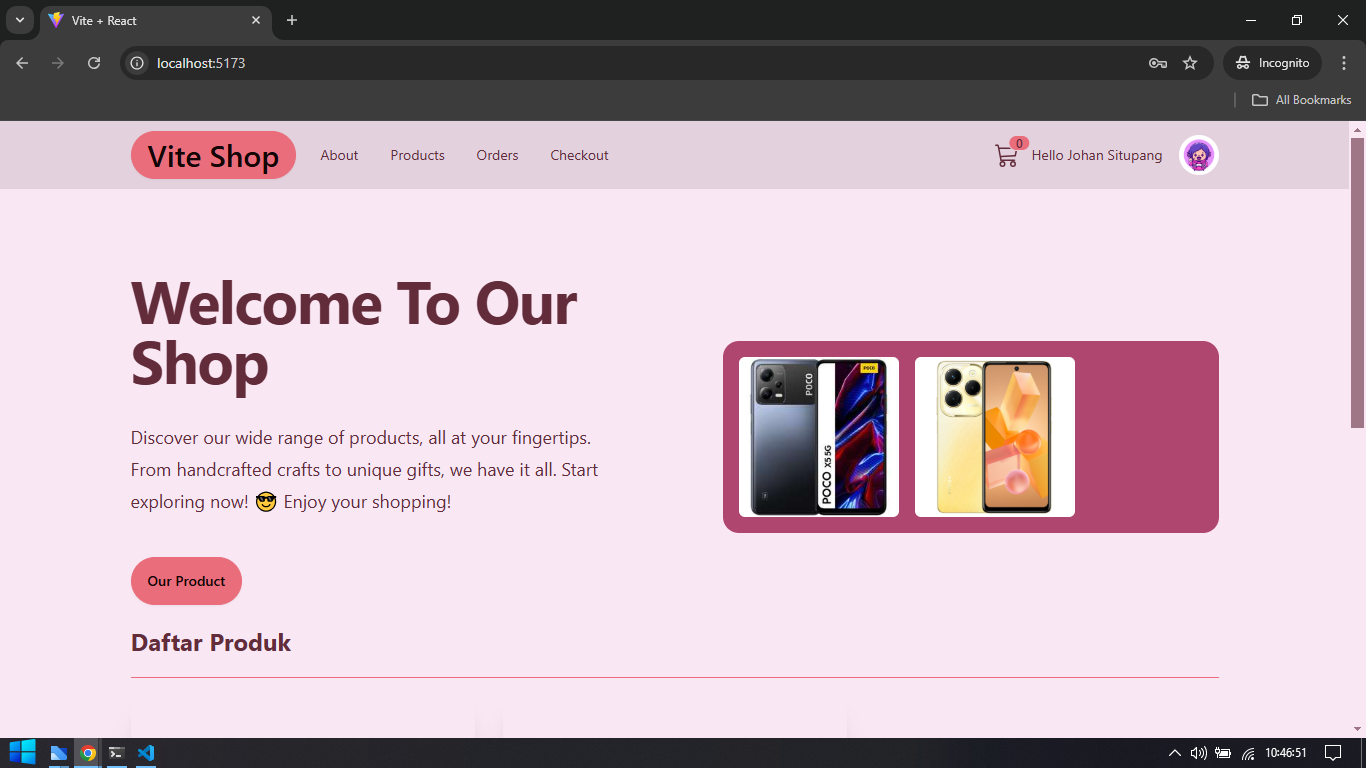 Vite + React
localhost:5173
Incognito
All Bookmarks
Vite Shop
About
Products
Orders
Checkout
0
Hello Johan Situpang
Welcome To Our
Shop
Discover our wide range of products, all at your fingertips.
From handcrafted crafts to unique gifts, we have it all. Start
exploring now! 😎 Enjoy your shopping!
POCO
POCO
POCO X5 5G
Our Product
Daftar Produk
10:46:51